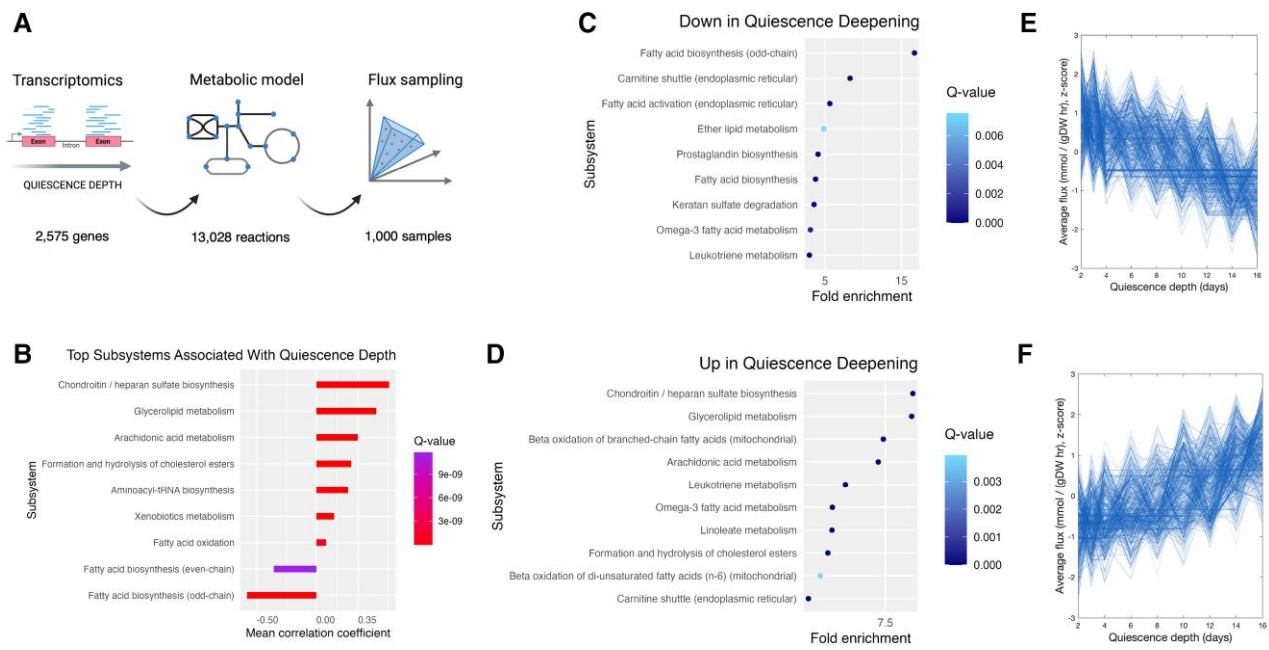 A
Transcriptomics
Metabolic model
Flux sampling
Exon
Intron
Exon
QUIESCENCE DEPTH
2,575 genes
13,028 reactions
1,000 samples
B
Top Subsystems Associated With Quiescence Depth
Subsystem
Chondroitin / heparan sulfate biosynthesis
Glycerolipid metabolism
Arachidonic acid metabolism
Formation and hydrolysis of cholesterol esters
Aminoacyl-tRNA biosynthesis
Xenobiotics metabolism
Fatty acid oxidation
Fatty acid biosynthesis (even-chain)
Fatty acid biosynthesis (odd-chain)
-0.50 0.00 0.35
Mean correlation coefficient
Q-value
9e-09
6e-09
3e-09
C
Down in Quiescence Deepening
Subsystem
Fatty acid biosynthesis (odd-chain)
Carnitine shuttle (endoplasmic reticular)
Fatty acid activation (endoplasmic reticular)
Ether lipid metabolism
Prostaglandin biosynthesis
Fatty acid biosynthesis
Keratan sulfate degradation
Omega-3 fatty acid metabolism
Leukotriene metabolism
5 15
Fold enrichment
Q-value
0.006
0.004
0.002
0.000
D
Up in Quiescence Deepening
Subsystem
Chondroitin / heparan sulfate biosynthesis
Glycerolipid metabolism
Beta oxidation of branched-chain fatty acids (mitochondrial)
Arachidonic acid metabolism
Leukotriene metabolism
Omega-3 fatty acid metabolism
Linoleate metabolism
Formation and hydrolysis of cholesterol esters
Beta oxidation of di-unsaturated fatty acids (n-6) (mitochondrial)
Carnitine shuttle (endoplasmic reticular)
7.5
Fold enrichment
Q-value
0.003
0.002
0.001
0.000
E
Average flux (mmol / (gDW hr), z-score)
3
2
1
0
-1
-2
-3
2 4 6 8 10 12 14 16
Quiescence depth (days)
F
Average flux (mmol / (gDW hr), z-score)
3
2
1
0
-1
-2
-3
2 4 6 8 10 12 14 16
Quiescence depth (days)